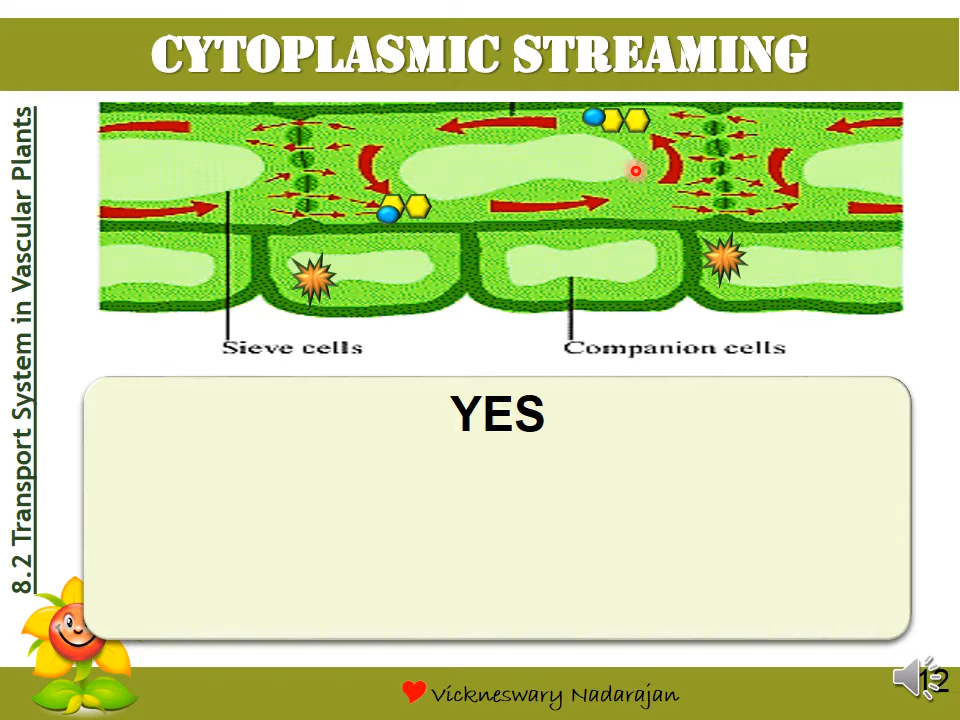 CYTOPLASMIC STREAMING
8.2 Transport System in Vascular Plants
Sieve cells
Companion cells
YES
Vickneswary Nadarajan
12